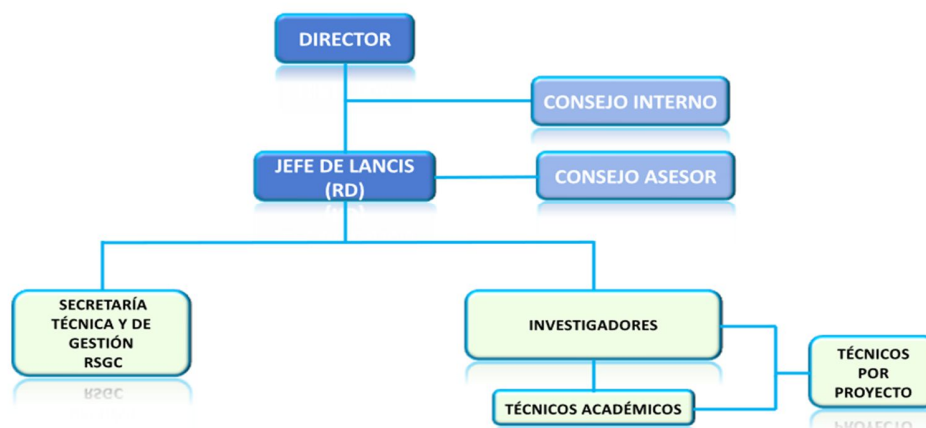 DIRECTOR
CONSEJO INTERNO
JEFE DE LANCIS
(RD)
CONSEJO ASESOR
SECRETARÍA
TÉCNICA Y DE
GESTIÓN
RSGC
INVESTIGADORES
TÉCNICOS
POR
PROYECTO
TÉCNICOS ACADÉMICOS